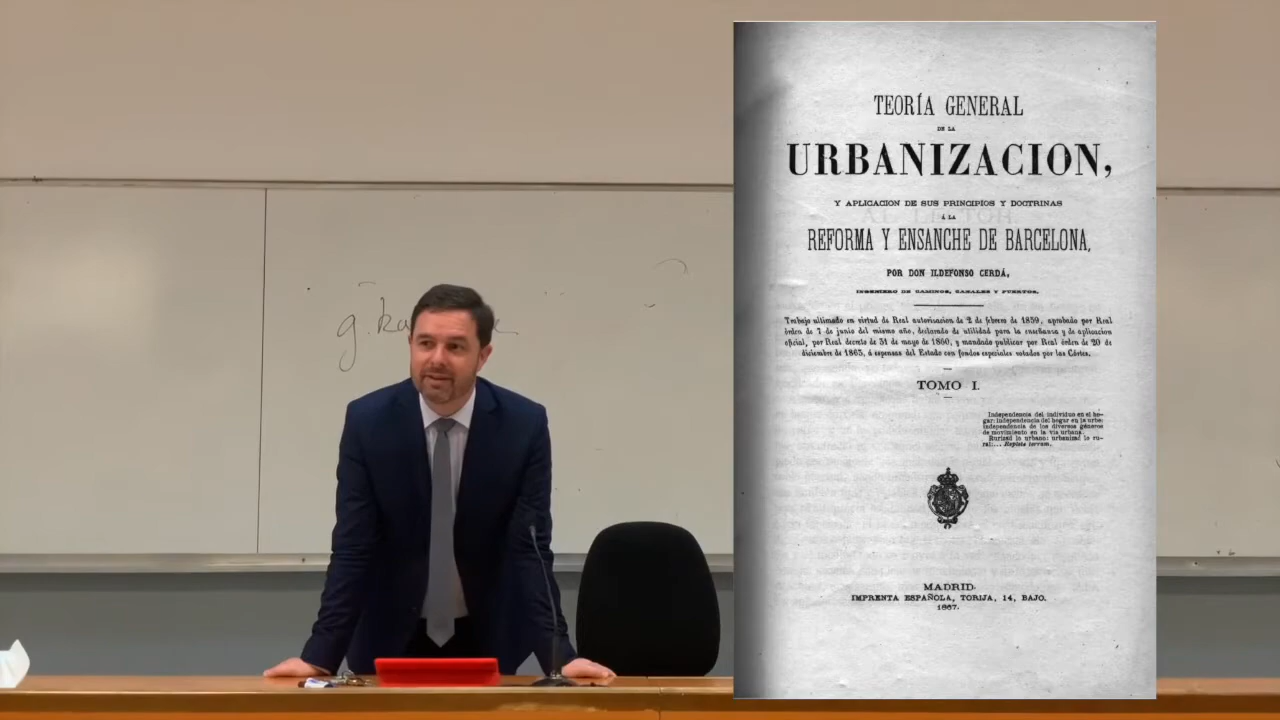 TEORÍA GENERAL
DE LA
URBANIZACION,
Y APLICACION DE SUS PRINCIPIOS Y DOCTRINAS
Á LA
REFORMA Y ENSANCHE DE BARCELONA,
POR DON ILDEFONSO CERDÁ,
INGENIERO DE CAMINOS, CANALES Y PUERTOS.
Trabajo ultimado en virtud de Real autorizacion de 2 de febrero de 1859, aprobado por Real
órden de 7 de junio del mismo año, declarado de utilidad para la enseñanza y de aplicacion
oficial, por Real decreto de 31 de mayo de 1860, y mandado publicar por Real órden de 20 de
diciembre de 1863, á espensas del Estado con fondos especiales votados por las Córtes.
TOMO I.
Independencia del individuo en el ho-
gar: independencia del hogar en la urbe:
independencia de los diversos géneros
de movimiento en la via urbana.
Rurizad lo urbano: urbanizad lo ru-
ral:... Replete terram.
MADRID.
IMPRENTA ESPAÑOLA, TORIJA, 14, BAJO.
1867.
g.